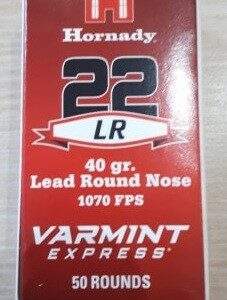 H
Hornady
22
LR
40 gr.
Lead Round Nose
1070 FPS
VARMINT
EXPRESS®
50 ROUNDS